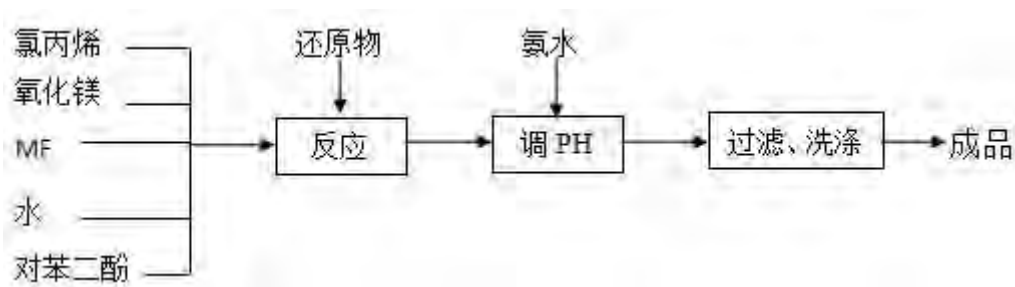 氯丙烯
氧化镁
MF
水
对苯二酚
还原物
氨水
反应
调 PH
过滤、洗涤
成品